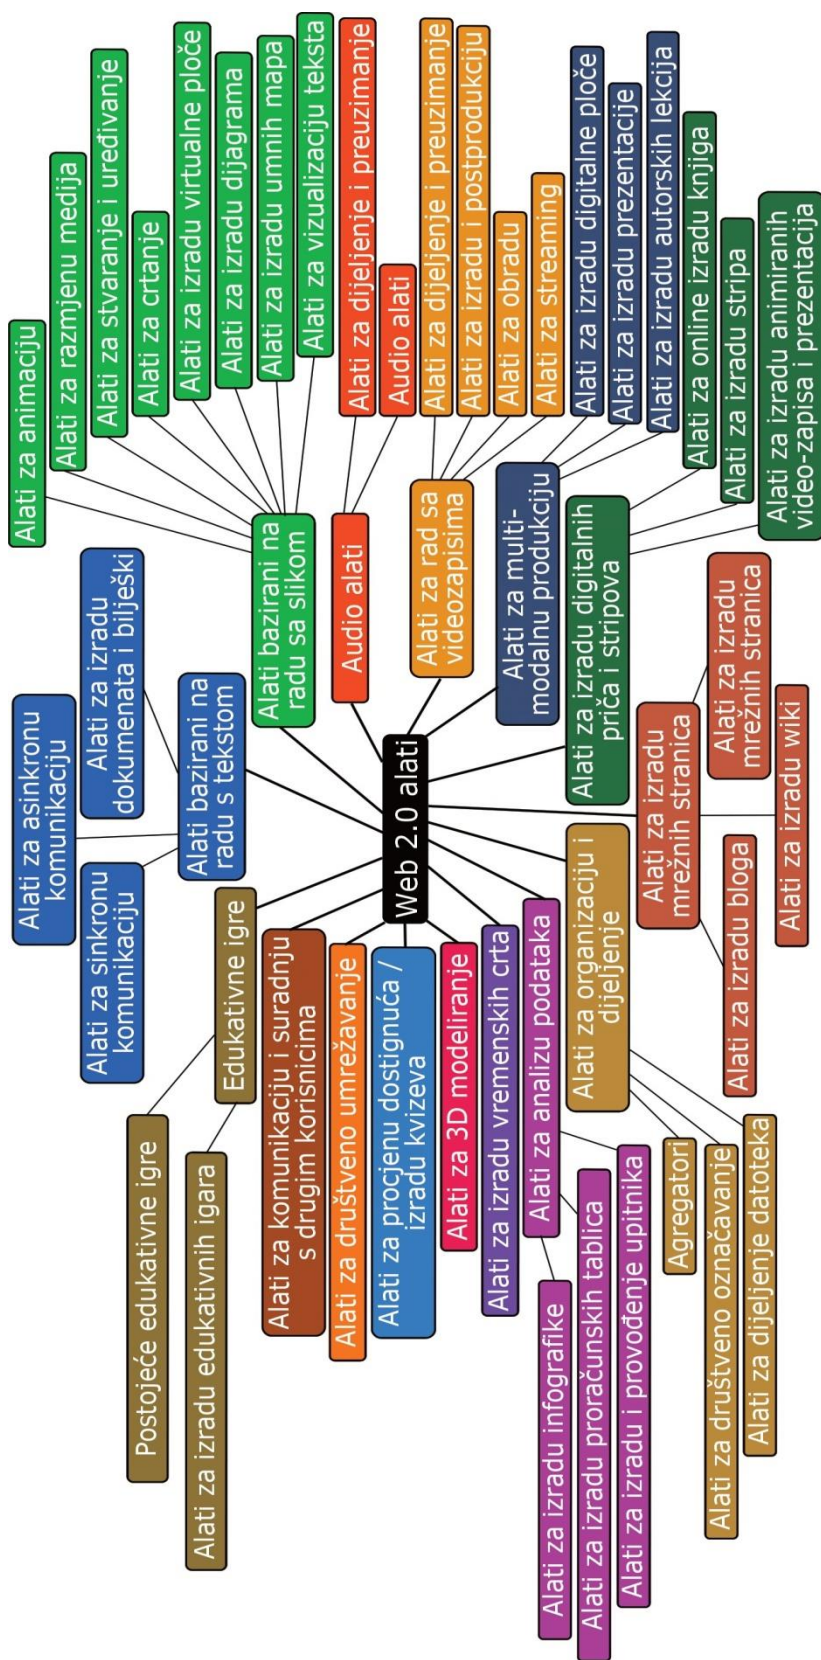 Web 2.0 alati
Alati bazirani na
radu s tekstom
Alati za sinkronu
komunikaciju
Alati za asinkronu
komunikaciju
Alati za izradu
dokumenata i bilješki
Alati bazirani na
radu sa slikom
Alati za animaciju
Alati za razmjenu medija
Alati za stvaranje i uređivanje
Alati za crtanje
Alati za izradu virtualne ploče
Alati za izradu dijagrama
Alati za izradu umnih mapa
Alati za vizualizaciju teksta
Audio alati
Alati za dijeljenje i preuzimanje
Audio alati
Alati za rad sa
videozapisima
Alati za dijeljenje i preuzimanje
Alati za izradu i postprodukciju
Alati za obradu
Alati za streaming
Alati za multi-
modalnu produkciju
Alati za izradu digitalne ploče
Alati za izradu prezentacije
Alati za izradu autorskih lekcija
Alati za izradu digitalnih
priča i stripova
Alati za online izradu knjiga
Alati za izradu stripa
Alati za izradu animiranih
video-zapisa i prezentacija
Alati za izradu
mrežnih stranica
Alati za izradu
mrežnih stranica
Alati za izradu wiki
Alati za izradu bloga
Alati za organizaciju i
dijeljenje
Agregatori
Alati za društveno označavanje
Alati za dijeljenje datoteka
Alati za analizu podataka
Alati za izradu infografike
Alati za izradu proračunskih tablica
Alati za izradu i provođenje upitnika
Alati za izradu vremenskih crta
Alati za 3D modeliranje
Alati za procjenu dostignuća /
izradu kvizeva
Alati za društveno umrežavanje
Alati za komunikaciju i suradnju
s drugim korisnicima
Edukativne igre
Postojeće edukativne igre
Alati za izradu edukativnih igara